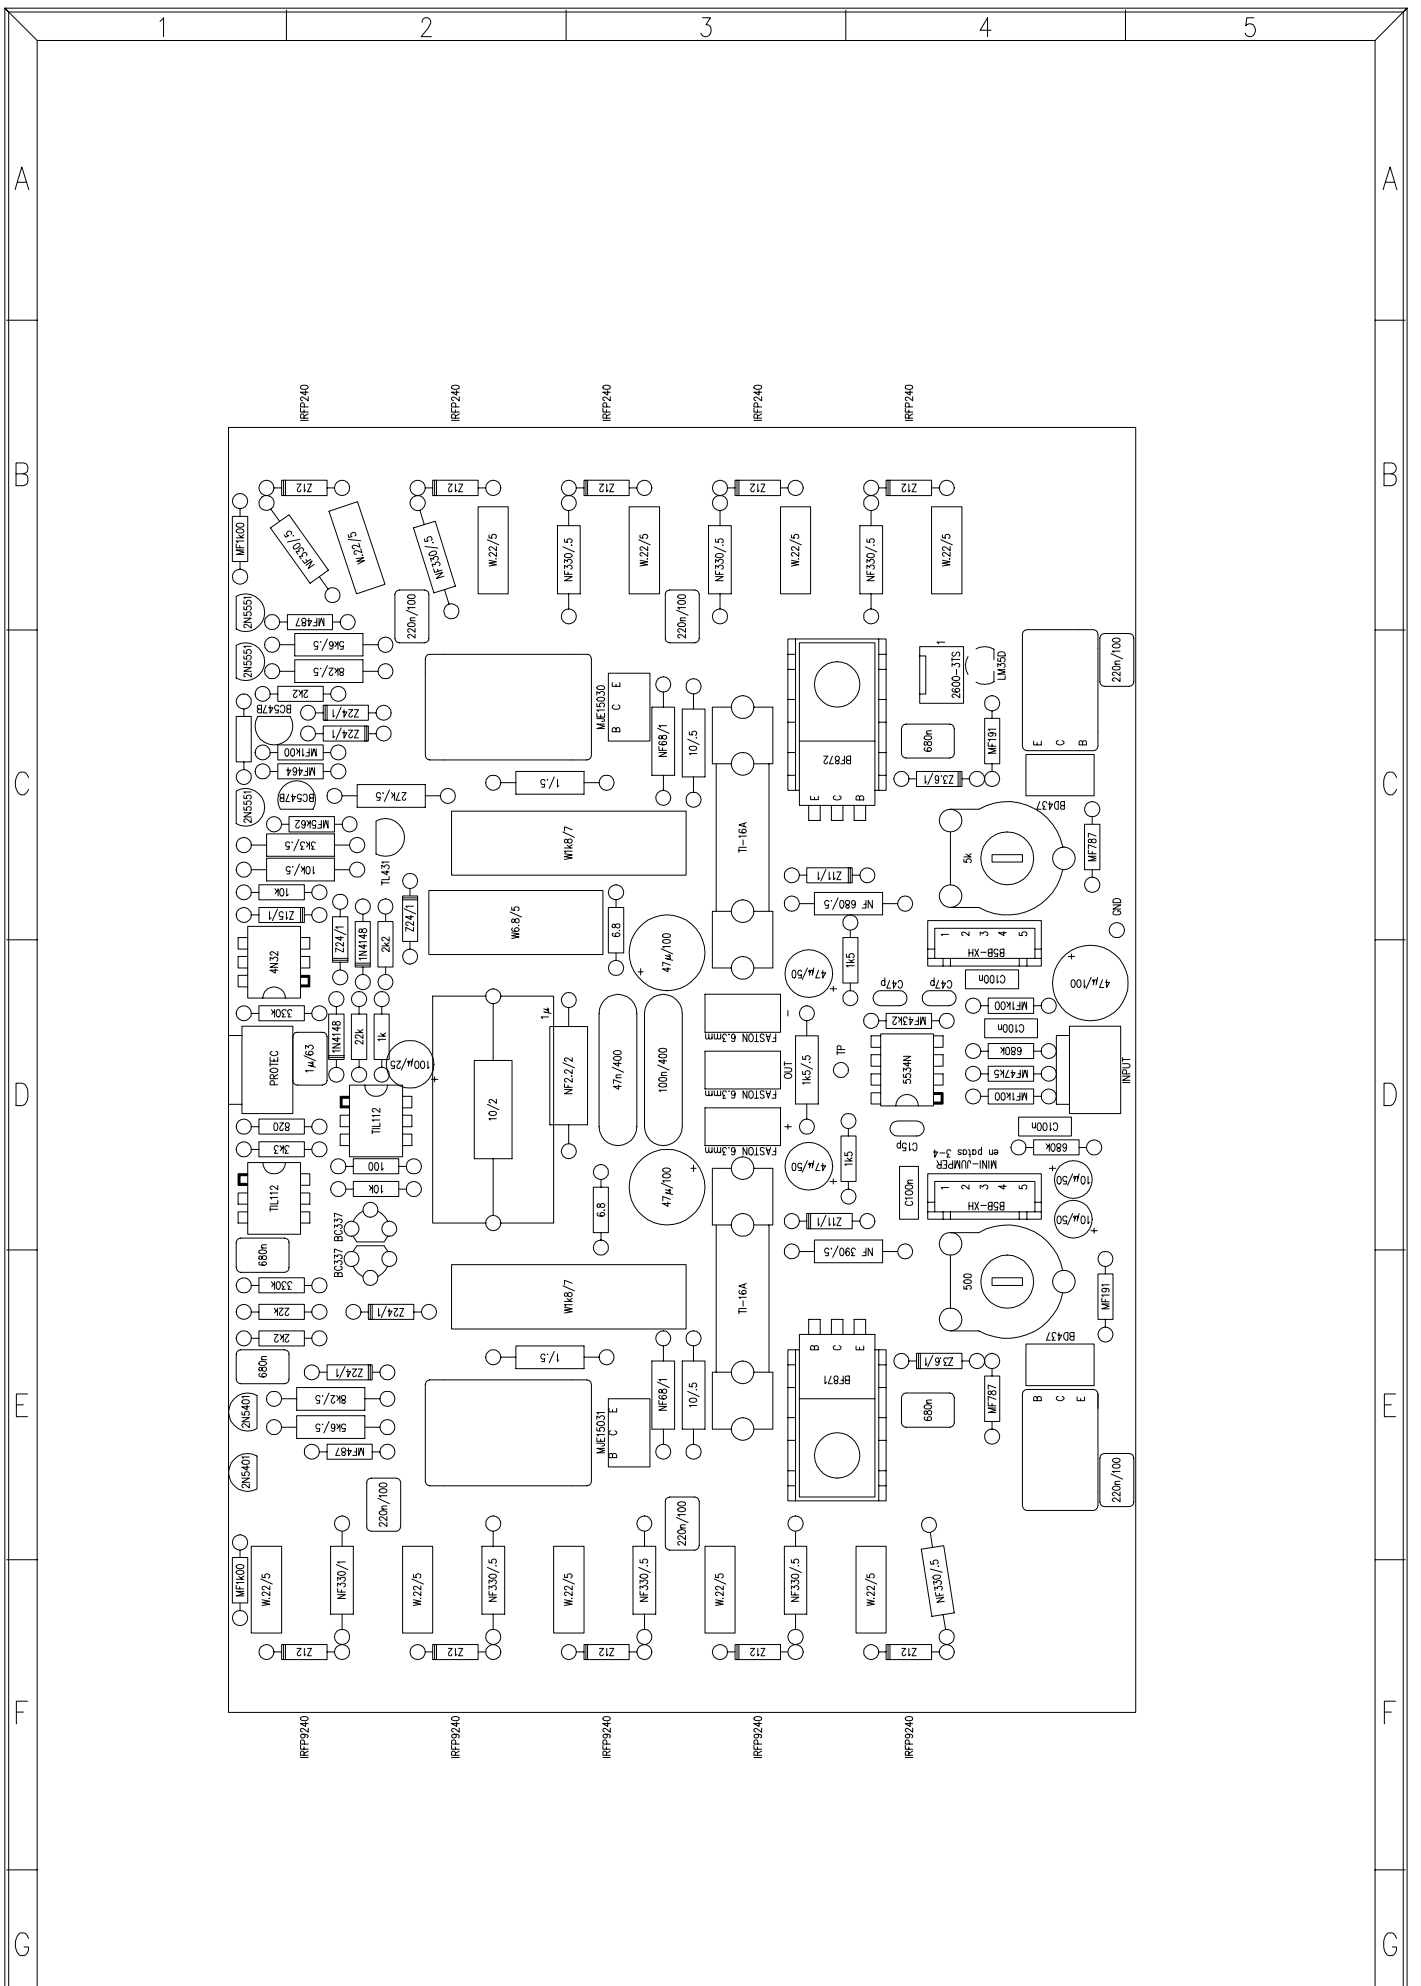 1 2 3 4 5
A A
IRFP240 IRFP240 IRFP240 IRFP240 IRFP240
B B
Z12 Z12 Z12 Z12 Z12
MF1k00 NF330/.5 W.22/5 NF330/.5 W.22/5 NF330/.5 W.22/5 NF330/.5 W.22/5 NF330/.5 W.22/5
2N5551 MF487 220n/100 220n/100
2N5551 5k6/.5 2600-3TS 1 LM35D 220n/100
8k2/.5
2k2 MJE15030 B C E
BC547B Z24/1 NF68/1 10/.5
Z24/1 680n MF191 E C B
MF1k00 BF872
C MF464 1/.5 Z3.6/1 C
2N5551 BC547B 27k/.5 E C B BD437
MF5k62 W1k8/7 TI-16A
3k3/.5 5k MF787
10k/.5 TL431 Z11/1
10k Z24/1 NF 680/.5
Z15/1 Z24/1 1N4148 2k2 W6.8/5 6.8 GND
4N32 47µ/100 + 1k5 1 2 3 4 5 B5B-XH
47µ/50 + C100n 47µ/100 +
C47p C47p
330k 1µ - MF1k00
MF43k2 C100n
PROTEC 1µ/63 1N4148 22k 1k 100µ/25 + NF2.2/2 47n/400 100n/400 FASTON 6.3mm 680k
D OUT 1k5/.5 TP 5534N MF47k5 INPUT D
10/2 FASTON 6.3mm MF1k00
820 TIL112 + C100n
3k3 FASTON 6.3mm C15p 680k
100 47µ/50 + 1k5 MINI-JUMPER
en patas 3-4
TIL112 10k 47µ/100 + C100n 1 2 3 4 5 B5B-XH 10µ/50 +
BC337 6.8 Z11/1 10µ/50 +
680n BC337 NF 390/.5
330k 500 MF191
22k Z24/1 W1k8/7 TI-16A
2k2 BD437
680n 1/.5 B C E
Z24/1 Z3.6/1
8k2/.5 NF68/1 10/.5 BF871 MF787
E 2N5401 680n B C E E
5k6/.5 MJE15031 B C E
MF487
2N5401 220n/100 220n/100 220n/100
MF1k00 W.22/5 NF330/1 W.22/5 NF330/.5 W.22/5 NF330/.5 W.22/5 NF330/.5 W.22/5 NF330/.5
Z12 Z12 Z12 Z12 Z12
F F
IRFP9240 IRFP9240 IRFP9240 IRFP9240 IRFP9240
G G